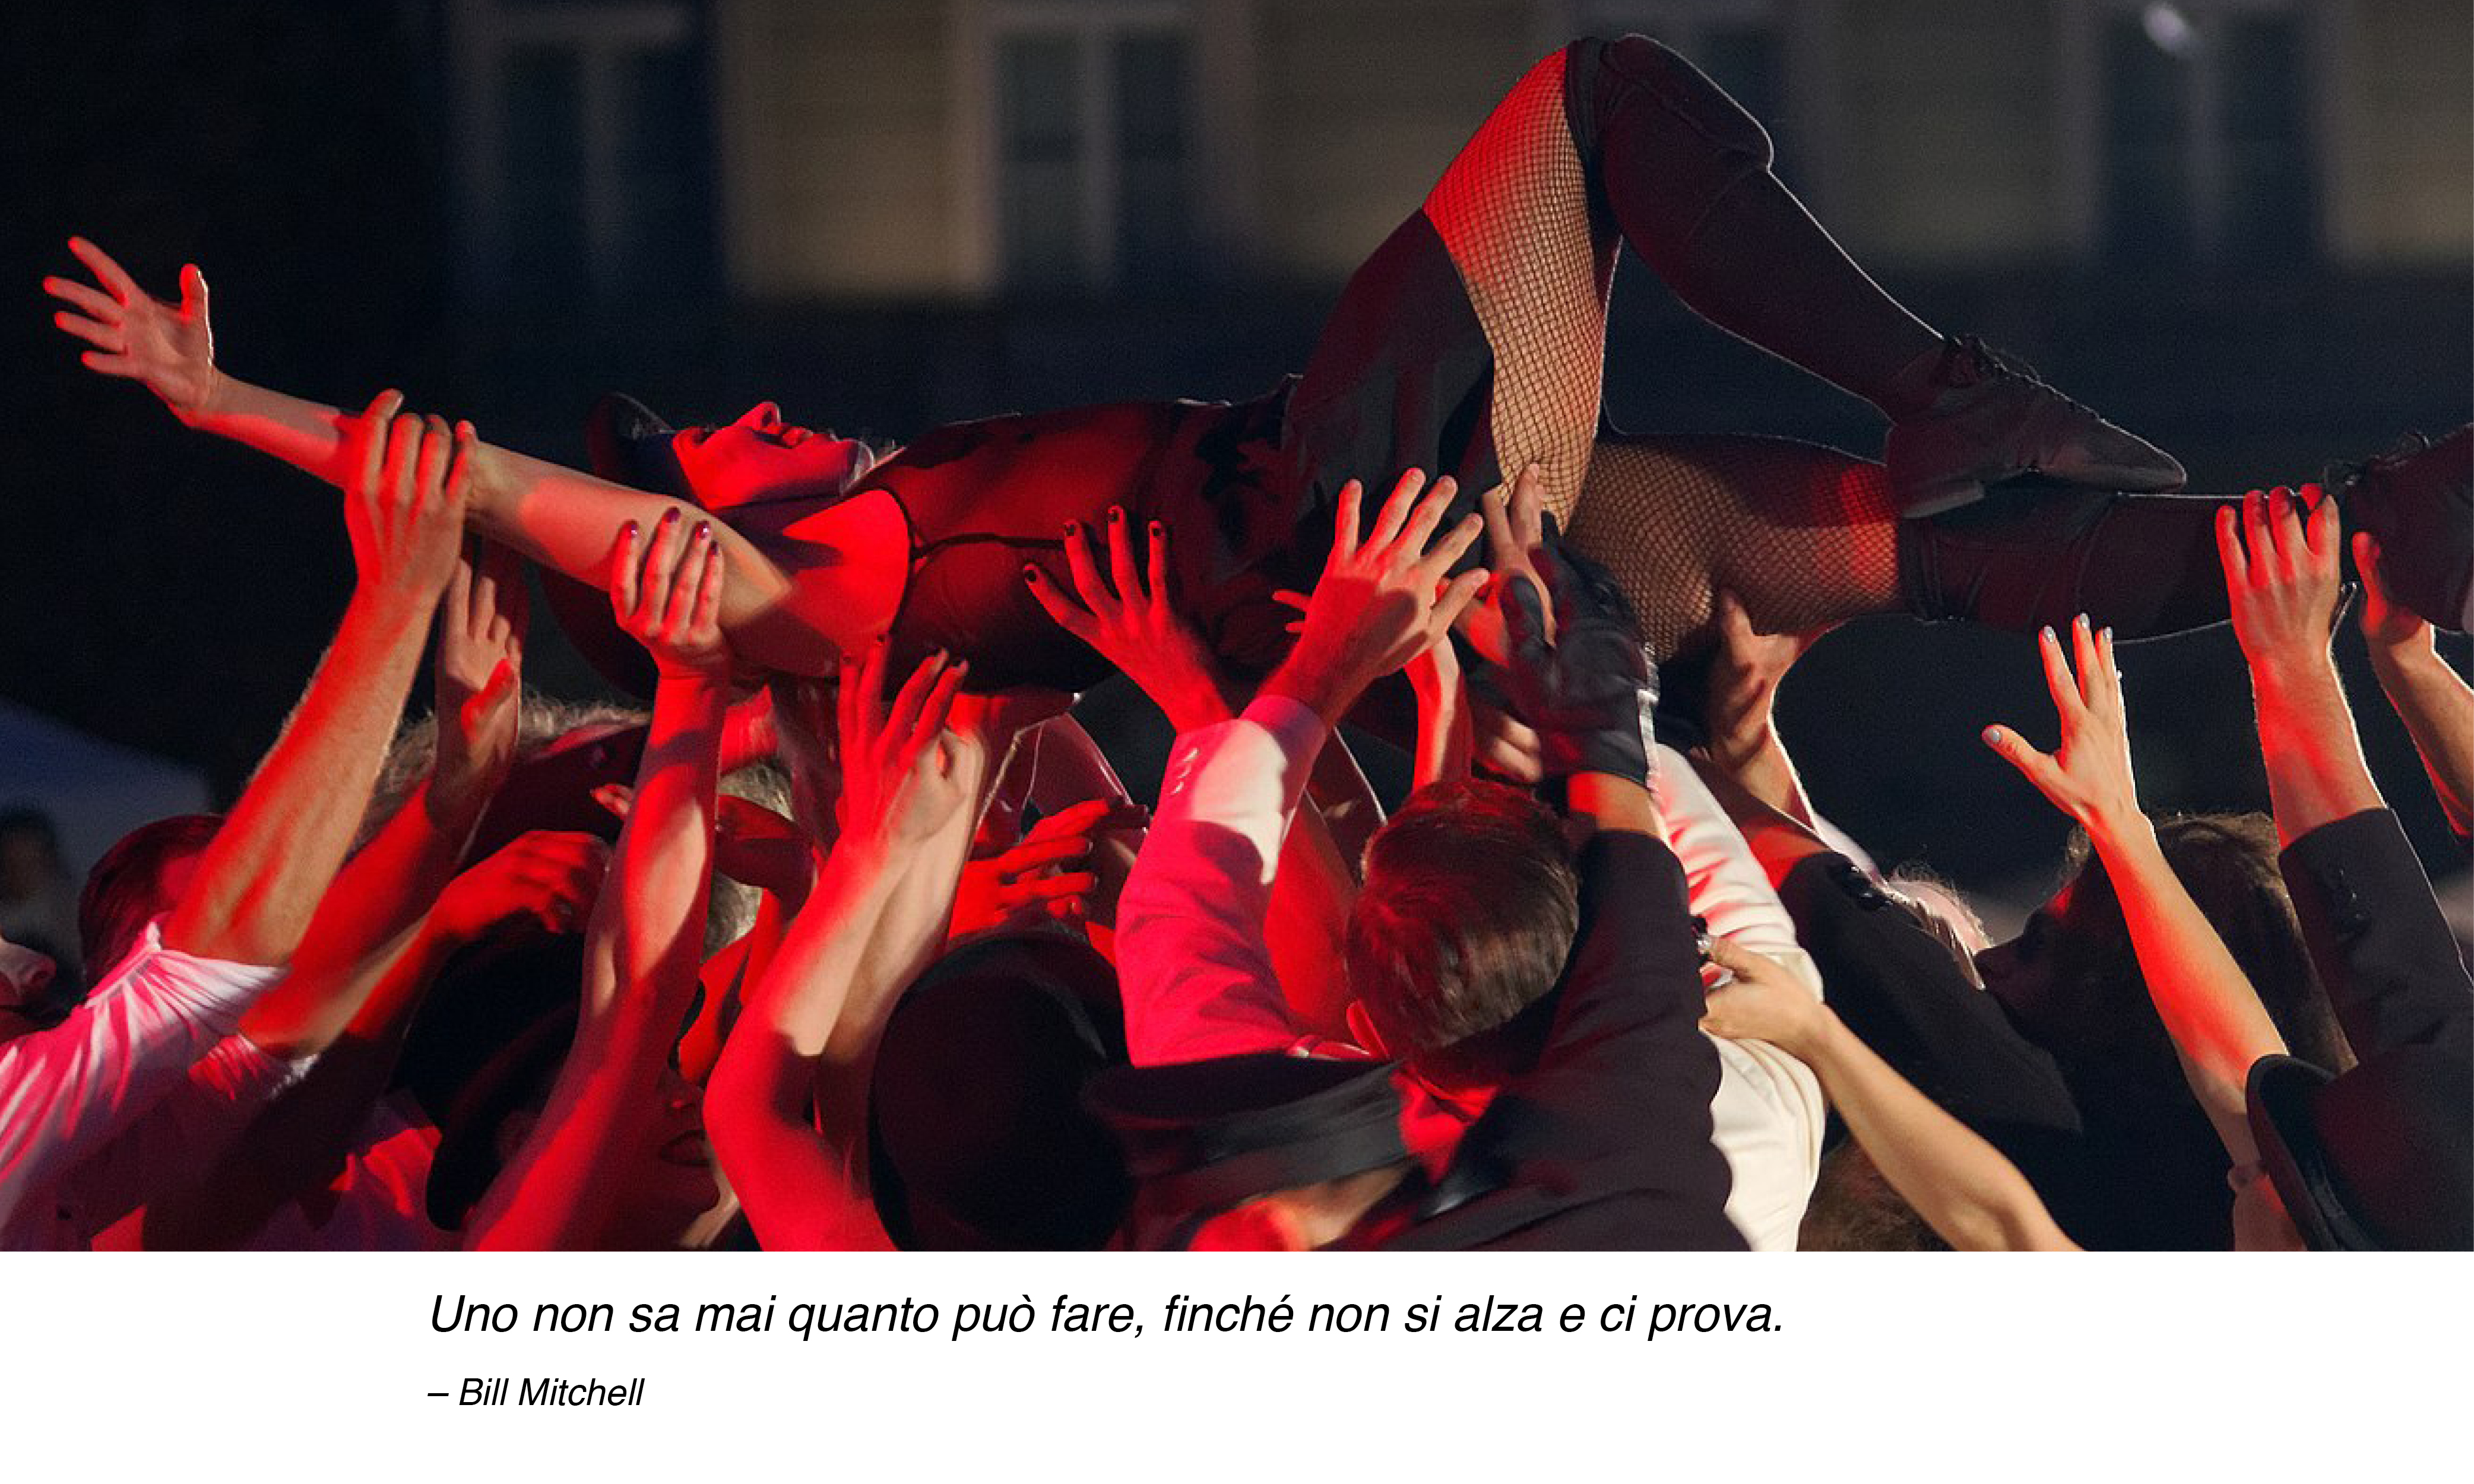 Uno non sa mai quanto può fare, finché non si alza e ci prova.
– Bill Mitchell